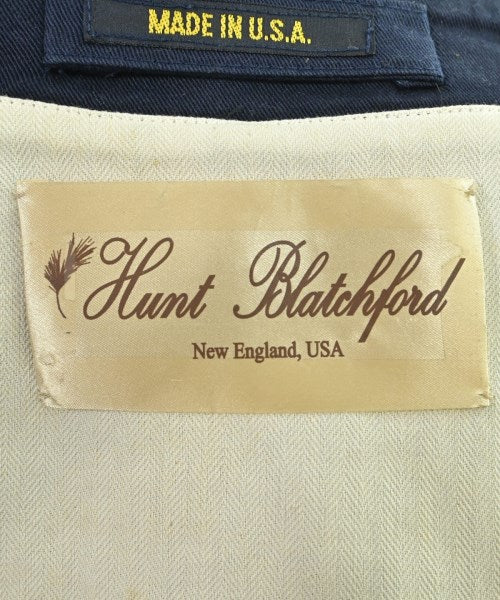 MADE IN U.S.A.
Hunt Blatchford
New England, USA